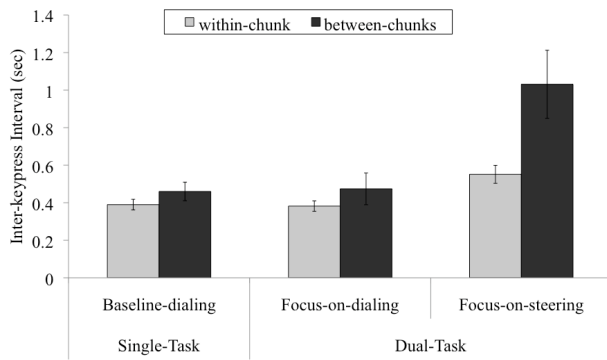 1.4
within-chunk between-chunks
1.2
1
0.8
0.6
0.4
0.2
0
Inter-keypress Interval (sec)
Baseline-dialing Focus-on-dialing Focus-on-steering
Single-Task Dual-Task